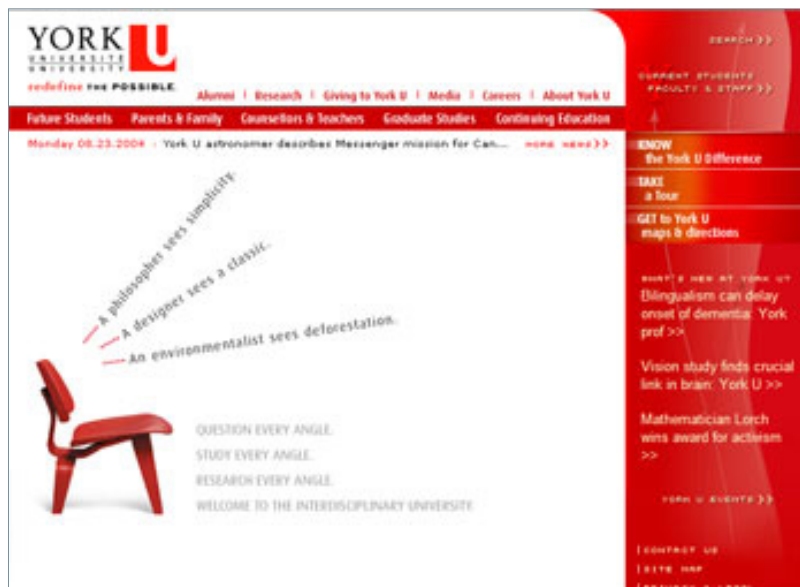 YORK U
UNIVERSITÉ
UNIVERSITY
redefine THE POSSIBLE.
SEARCH >>
CURRENT STUDENTS
FACULTY & STAFF >>
Alumni | Research | Giving to York U | Media | Careers | About York U
Future Students Parents & Family Counsellors & Teachers Graduate Studies Continuing Education
Monday 08.23.2004 - York U astronomer describes Messenger mission for Can... MORE NEWS >>
KNOW
the York U Difference
TAKE
a Tour
GET to York U
maps & directions
A philosopher sees simplicity.
A designer sees a classic.
An environmentalist sees deforestation.
QUESTION EVERY ANGLE.
STUDY EVERY ANGLE.
RESEARCH EVERY ANGLE.
WELCOME TO THE INTERDISCIPLINARY UNIVERSITY.
WHAT'S NEW AT YORK U?
Bilingualism can delay
onset of dementia: York
prof >>
Vision study finds crucial
link in brain: York U >>
Mathematician Lorch
wins award for activism
>>
YORK U EVENTS >>
| CONTACT US
| SITE MAP